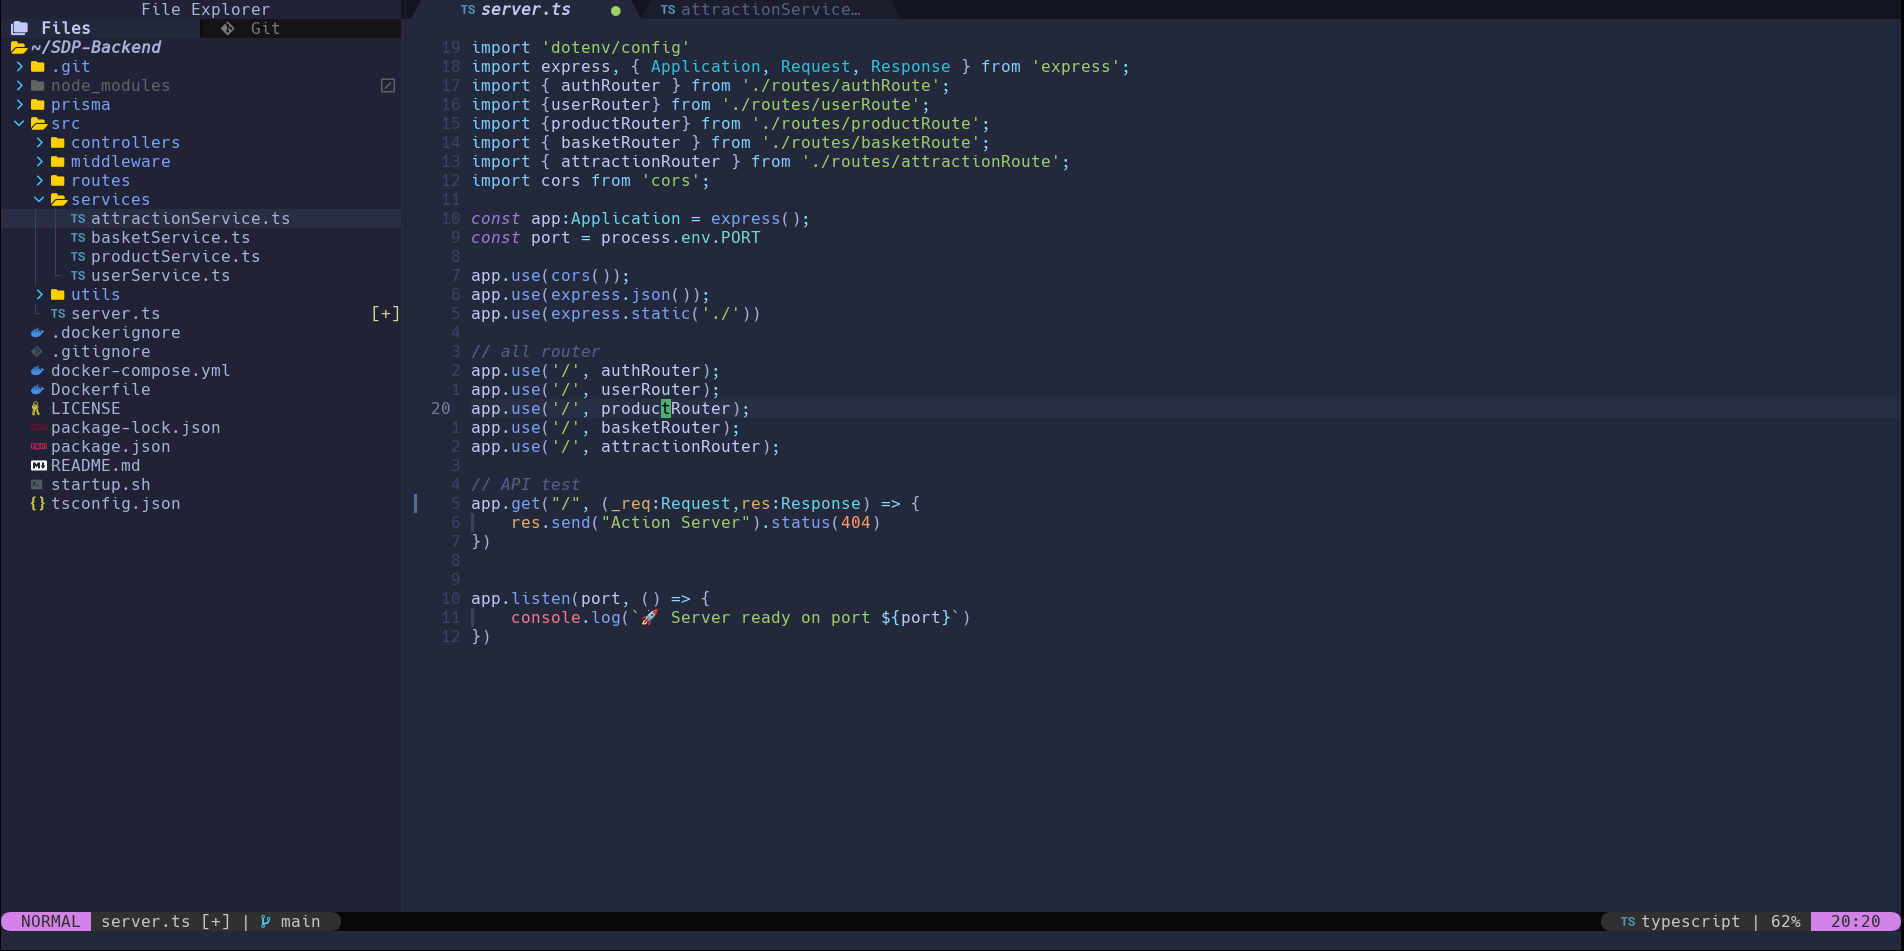 File Explorer
Files Git
~/SDP-Backend
.git
node_modules
prisma
src
controllers
middleware
routes
services
TS attractionService.ts
TS basketService.ts
TS productService.ts
TS userService.ts
utils
TS server.ts [+]
.dockerignore
.gitignore
docker-compose.yml
Dockerfile
LICENSE
package-lock.json
package.json
README.md
startup.sh
{} tsconfig.json
TS server.ts ● TS attractionService…
19 import 'dotenv/config'
18 import express, { Application, Request, Response } from 'express';
17 import { authRouter } from './routes/authRoute';
16 import {userRouter} from './routes/userRoute';
15 import {productRouter} from './routes/productRoute';
14 import { basketRouter } from './routes/basketRoute';
13 import { attractionRouter } from './routes/attractionRoute';
12 import cors from 'cors';
11
10 const app:Application = express();
9 const port = process.env.PORT
8
7 app.use(cors());
6 app.use(express.json());
5 app.use(express.static('./'))
4
3 // all router
2 app.use('/', authRouter);
1 app.use('/', userRouter);
20 app.use('/', productRouter);
1 app.use('/', basketRouter);
2 app.use('/', attractionRouter);
3
4 // API test
5 app.get("/", (_req:Request,res:Response) => {
6     res.send("Action Server").status(404)
7 })
8
9
10 app.listen(port, () => {
11     console.log(`🚀 Server ready on port ${port}`)
12 })
NORMAL server.ts [+] | main TS typescript | 62% 20:20